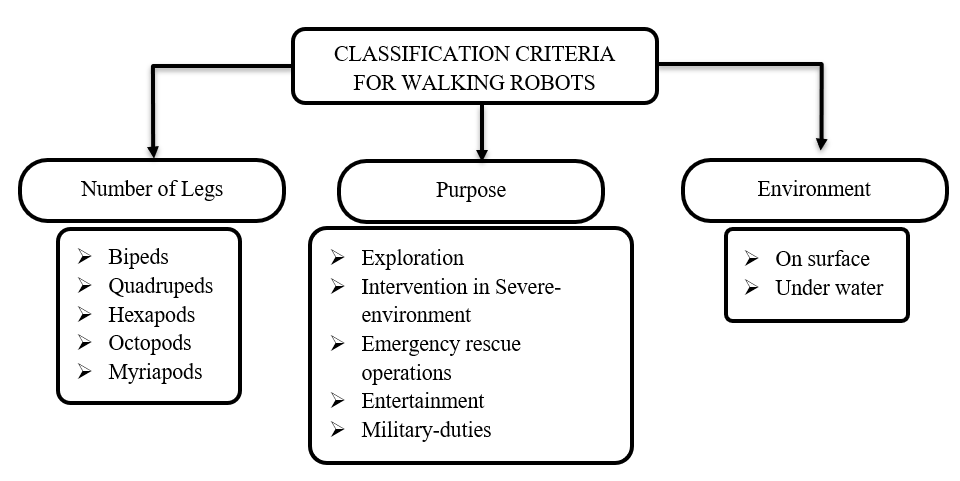 CLASSIFICATION CRITERIA
FOR WALKING ROBOTS
Number of Legs
Bipeds
Quadrupeds
Hexapods
Octopods
Myriapods
Purpose
Exploration
Intervention in Severe-
environment
Emergency rescue
operations
Entertainment
Military-duties
Environment
On surface
Under water